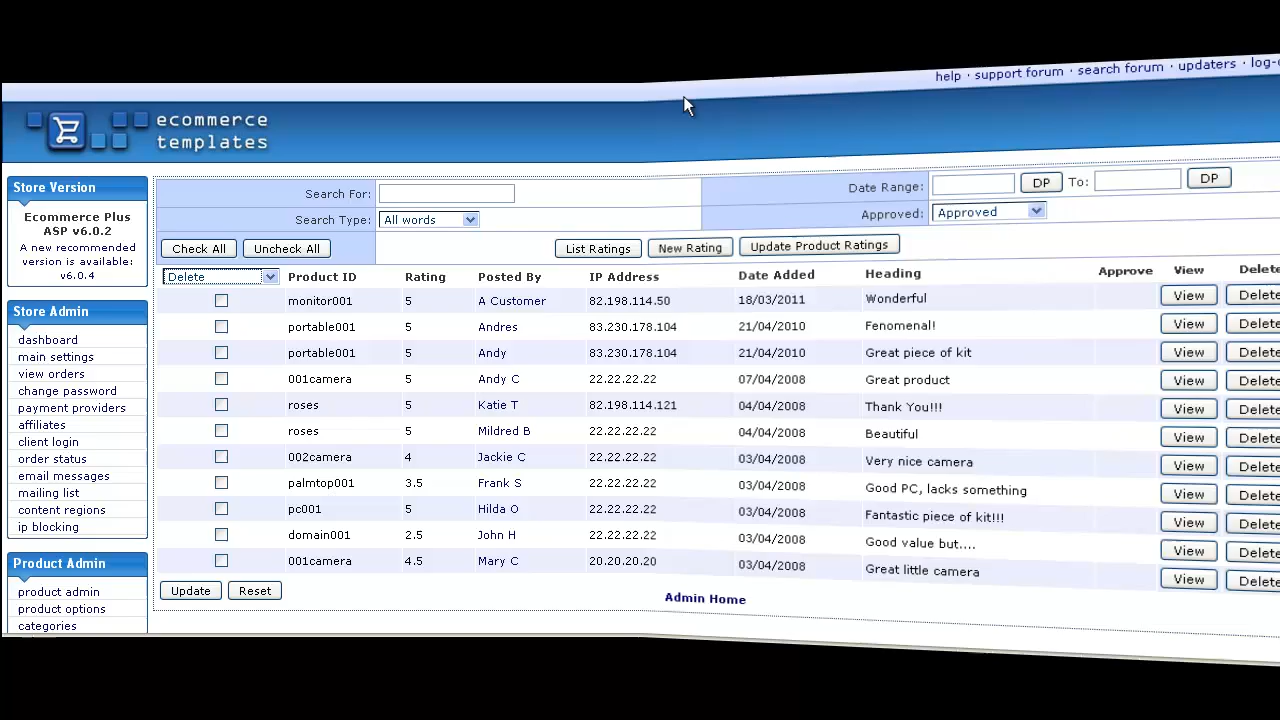 help · support forum · search forum · updaters · log-o
ecommerce
templates
Store Version
Ecommerce Plus
ASP v6.0.2
A new recommended
version is available:
v6.0.4
Store Admin
dashboard
main settings
view orders
change password
payment providers
affiliates
client login
order status
email messages
mailing list
content regions
ip blocking
Product Admin
product admin
product options
categories
Search For: Date Range: DP To: DP
Search Type: All words Approved: Approved
Check All Uncheck All List Ratings New Rating Update Product Ratings
Delete Product ID Rating Posted By IP Address Date Added Heading Approve View Delete
monitor001 5 A Customer 82.198.114.50 18/03/2011 Wonderful View Delete
portable001 5 Andres 83.230.178.104 21/04/2010 Fenomenal! View Delete
portable001 5 Andy 83.230.178.104 21/04/2010 Great piece of kit View Delete
001camera 5 Andy C 22.22.22.22 07/04/2008 Great product View Delete
roses 5 Katie T 82.198.114.121 04/04/2008 Thank You!!! View Delete
roses 5 Mildred B 22.22.22.22 04/04/2008 Beautiful View Delete
002camera 4 Jackie C 22.22.22.22 03/04/2008 Very nice camera View Delete
palmtop001 3.5 Frank S 22.22.22.22 03/04/2008 Good PC, lacks something View Delete
pc001 5 Hilda O 22.22.22.22 03/04/2008 Fantastic piece of kit!!! View Delete
domain001 2.5 John H 22.22.22.22 03/04/2008 Good value but.... View Delete
001camera 4.5 Mary C 20.20.20.20 03/04/2008 Great little camera View Delete
Update Reset
Admin Home